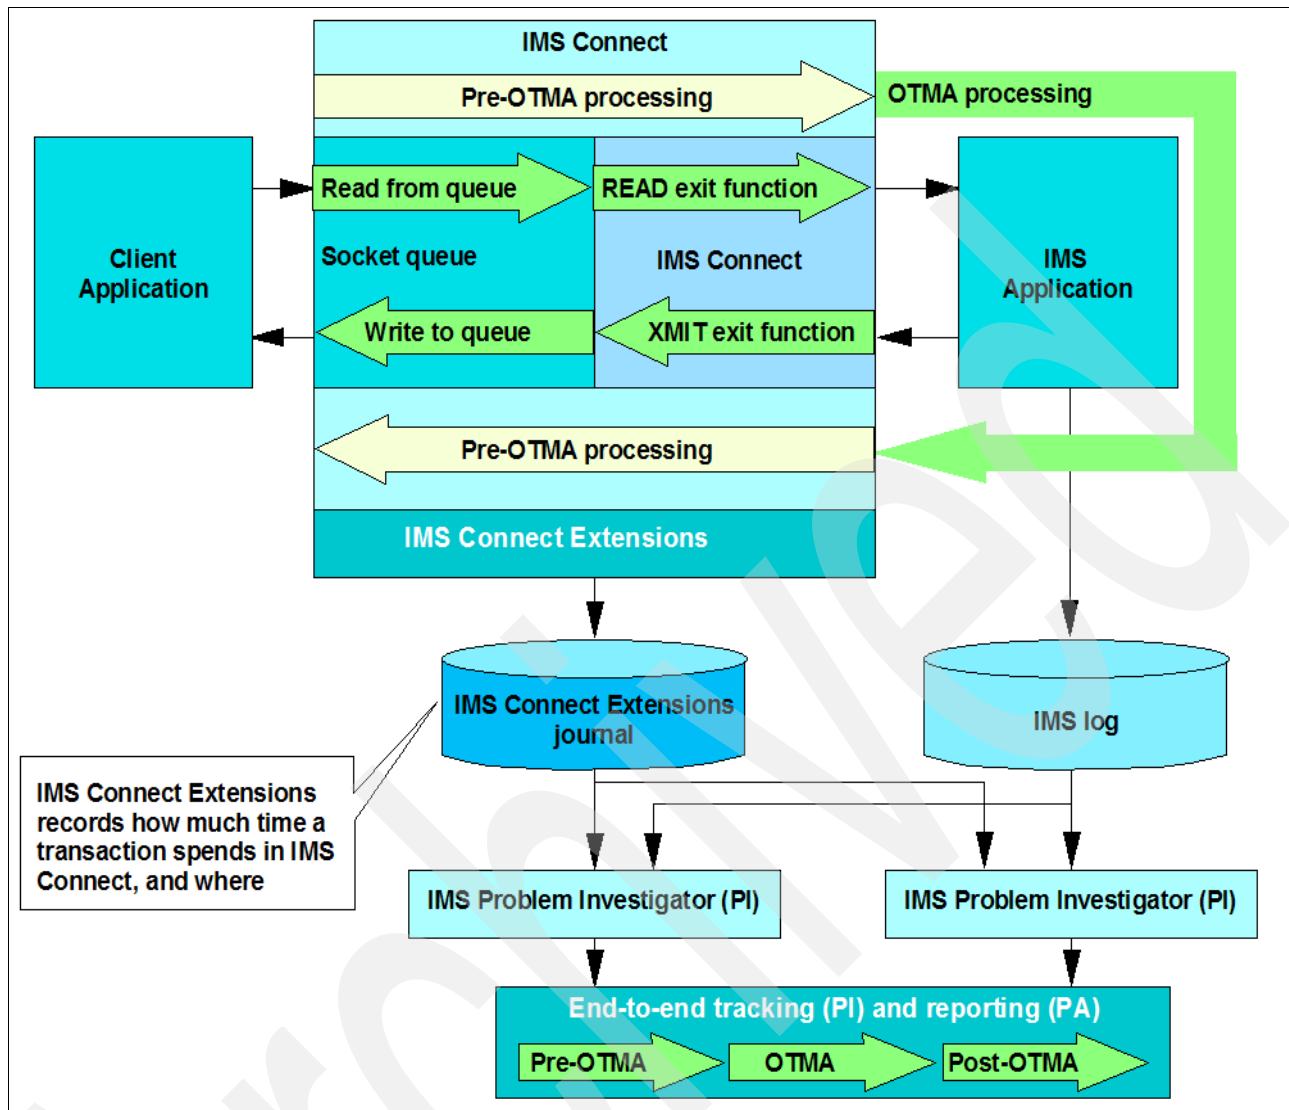 IMS Connect
Pre-OTMA processing
OTMA processing
Read from queue
READ exit function
Client
Application
Socket queue
IMS Connect
IMS
Application
Write to queue
XMIT exit function
Pre-OTMA processing
IMS Connect Extensions
IMS Connect Extensions
journal
IMS log
IMS Connect Extensions
records how much time a
transaction spends in IMS
Connect, and where
IMS Problem Investigator (PI)
IMS Problem Investigator (PI)
End-to-end tracking (PI) and reporting (PA)
Pre-OTMA
OTMA
Post-OTMA
Archived